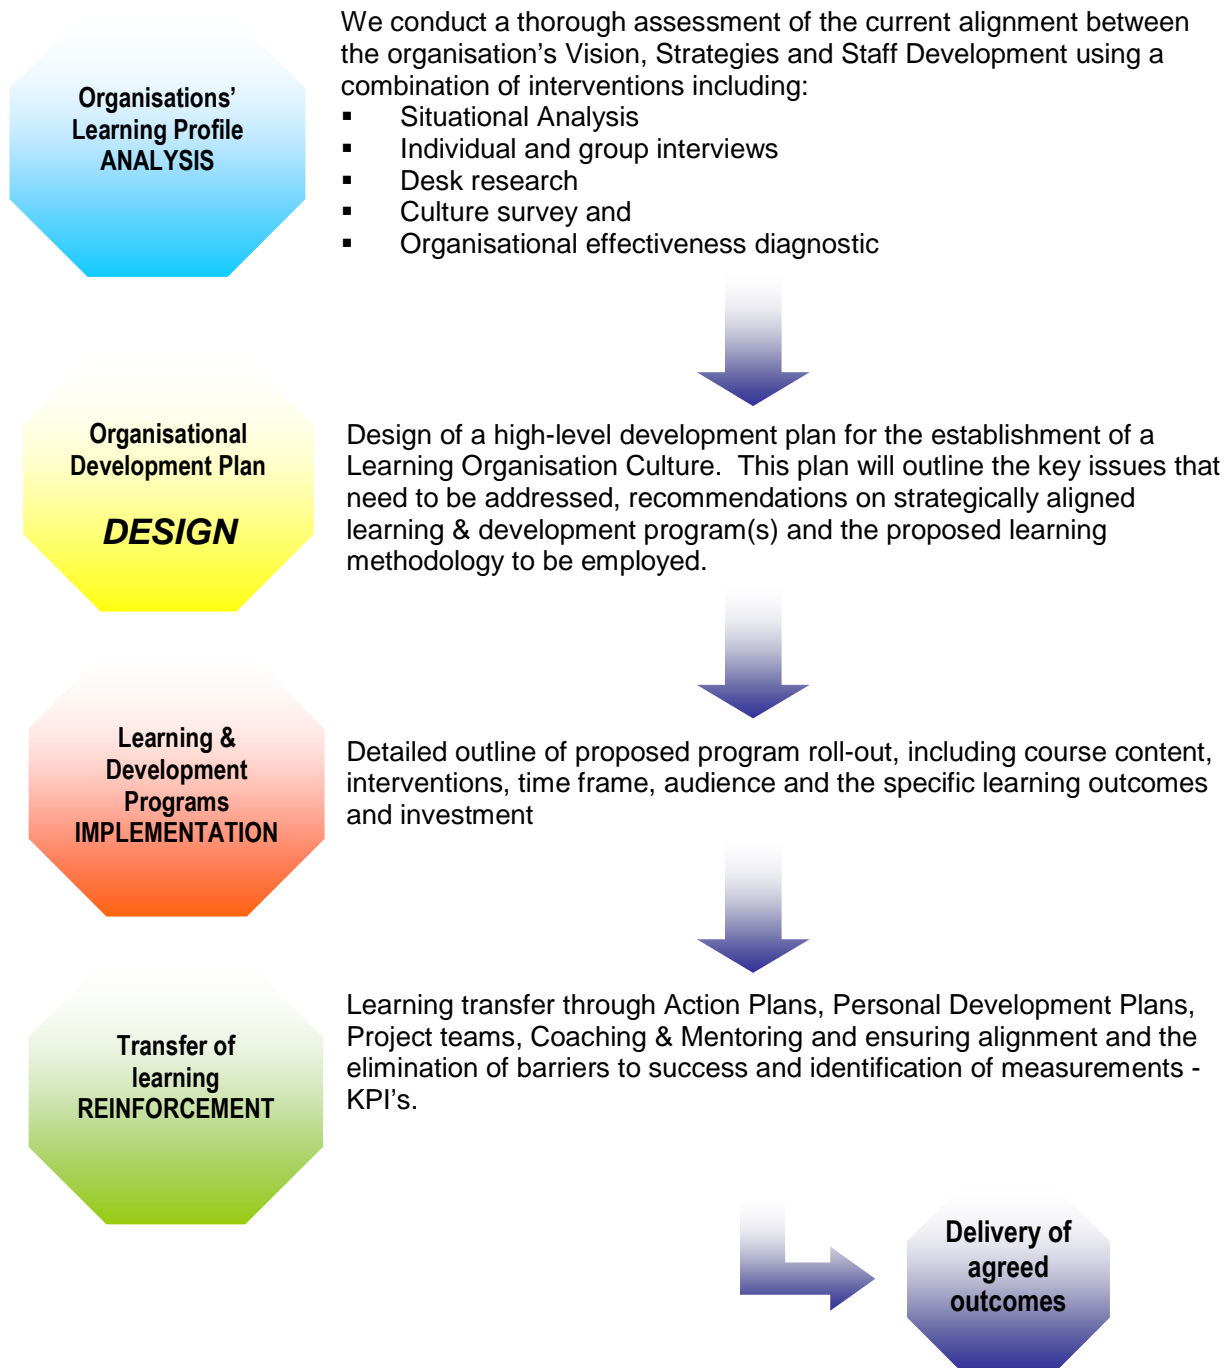 Organisations’
Learning Profile
ANALYSIS
We conduct a thorough assessment of the current alignment between
the organisation’s Vision, Strategies and Staff Development using a
combination of interventions including:
▪ Situational Analysis
▪ Individual and group interviews
▪ Desk research
▪ Culture survey and
▪ Organisational effectiveness diagnostic
Organisational
Development Plan
DESIGN
Design of a high-level development plan for the establishment of a
Learning Organisation Culture.  This plan will outline the key issues that
need to be addressed, recommendations on strategically aligned
learning & development program(s) and the proposed learning
methodology to be employed.
Learning &
Development
Programs
IMPLEMENTATION
Detailed outline of proposed program roll-out, including course content,
interventions, time frame, audience and the specific learning outcomes
and investment
Transfer of
learning
REINFORCEMENT
Learning transfer through Action Plans, Personal Development Plans,
Project teams, Coaching & Mentoring and ensuring alignment and the
elimination of barriers to success and identification of measurements -
KPI’s.
Delivery of
agreed
outcomes